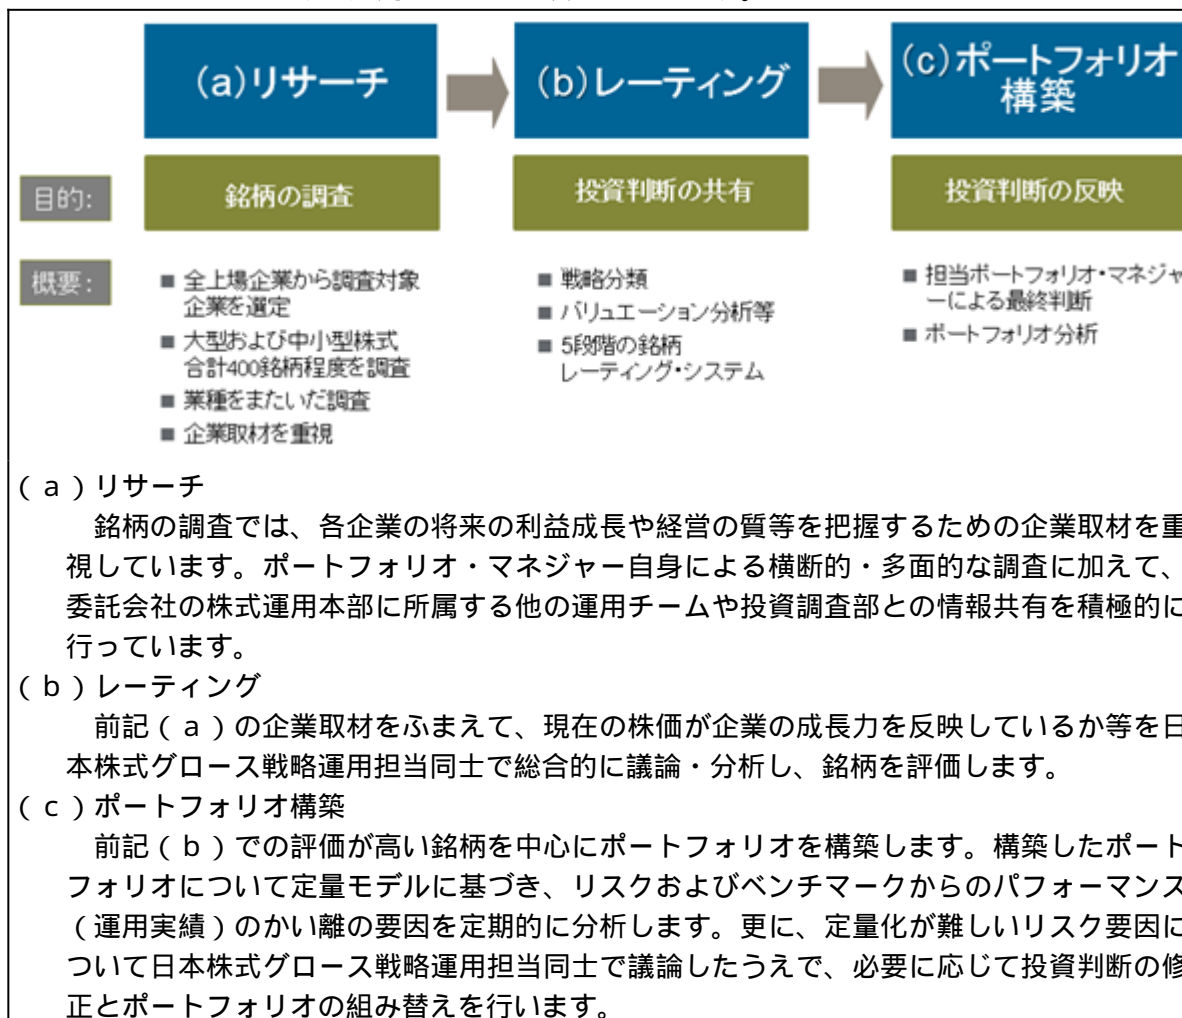 (a)リサーチ
(b)レーティング
(c)ポートフォリオ
構築
目的:
銘柄の調査
投資判断の共有
投資判断の反映
概要:
■ 全上場企業から調査対象
企業を選定
■ 大型および中小型株式
合計400銘柄程度を調査
■ 業種をまたいだ調査
■ 企業取材を重視
■ 戦略分類
■ バリュエーション分析等
■ 5段階の銘柄
レーティング・システム
■ 担当ポートフォリオ・マネジャ
ーによる最終判断
■ ポートフォリオ分析
(a)リサーチ
銘柄の調査では、各企業の将来の利益成長や経営の質等を把握するための企業取材を重
視しています。ポートフォリオ・マネジャー自身による横断的・多面的な調査に加えて、
委託会社の株式運用本部に所属する他の運用チームや投資調査部との情報共有を積極的に
行っています。
(b)レーティング
前記(a)の企業取材をふまえて、現在の株価が企業の成長力を反映しているか等を日
本株式グロース戦略運用担当同士で総合的に議論・分析し、銘柄を評価します。
(c)ポートフォリオ構築
前記(b)での評価が高い銘柄を中心にポートフォリオを構築します。構築したポート
フォリオについて定量モデルに基づき、リスクおよびベンチマークからのパフォーマンス
(運用実績)のかい離の要因を定期的に分析します。更に、定量化が難しいリスク要因に
ついて日本株式グロース戦略運用担当同士で議論したうえで、必要に応じて投資判断の修
正とポートフォリオの組み替えを行います。